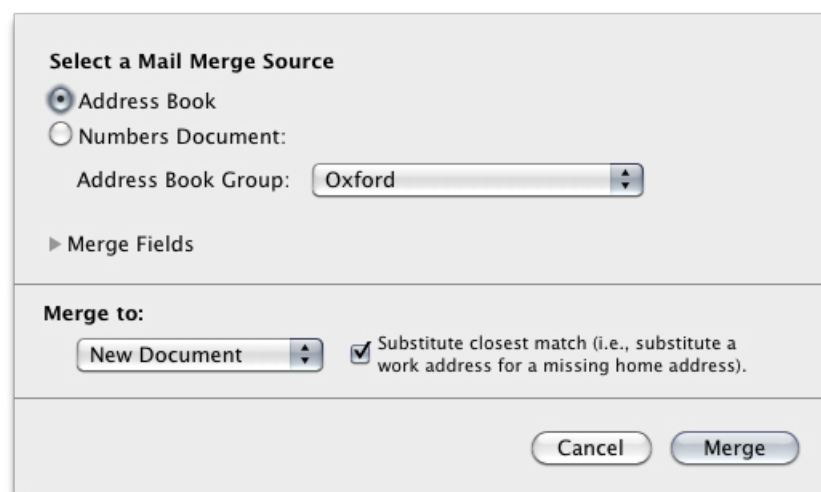 Select a Mail Merge Source
Address Book
Numbers Document:
Address Book Group: Oxford
Merge Fields
Merge to:
New Document
Substitute closest match (i.e., substitute a
work address for a missing home address).
Cancel Merge